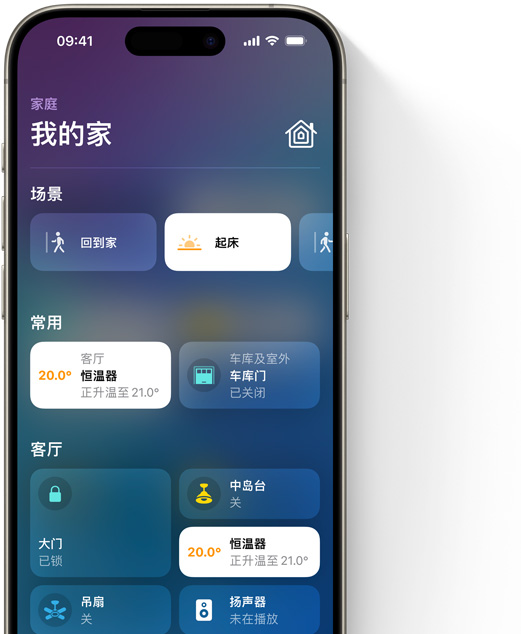 09:41
家庭
我的家
场景
回到家
起床
常用
20.0°
客厅
恒温器
正升温至 21.0°
车库及室外
车库门
已关闭
客厅
大门
已锁
中岛台
关
20.0°
恒温器
正升温至 21.0°
吊扇
关
扬声器
未在播放